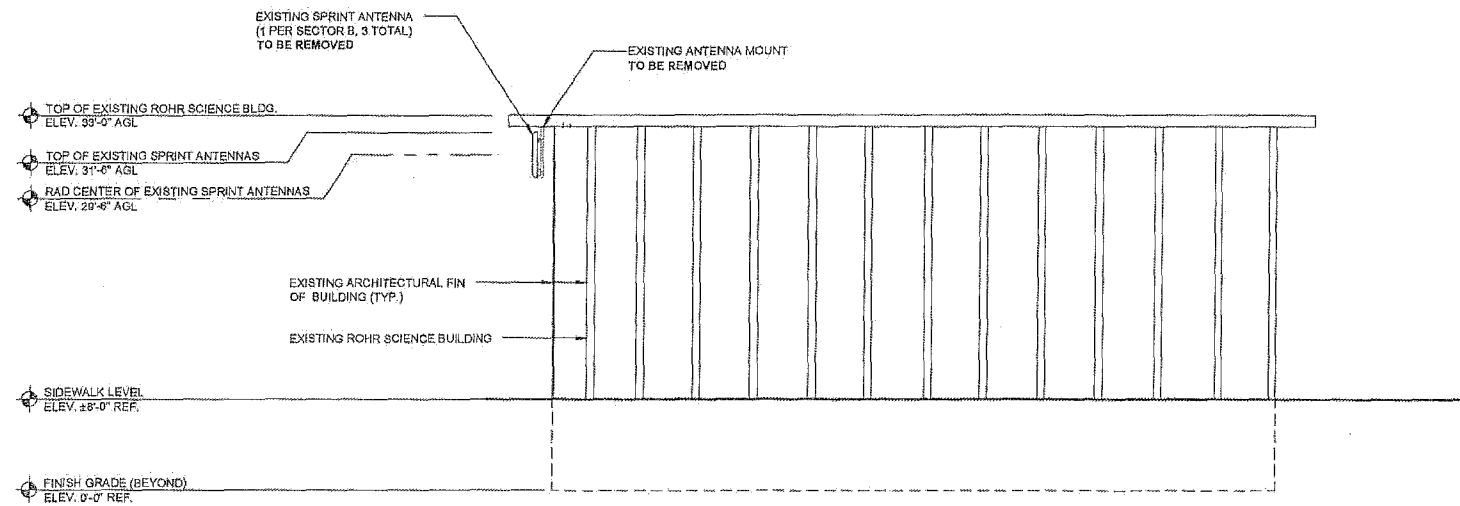 EXISTING SPRINT ANTENNA
(1 PER SECTOR B, 3 TOTAL)
TO BE REMOVED
EXISTING ANTENNA MOUNT
TO BE REMOVED
TOP OF EXISTING ROHR SCIENCE BLDG.
ELEV. 33'-0" AGL
TOP OF EXISTING SPRINT ANTENNAS
ELEV. 31'-6" AGL
RAD CENTER OF EXISTING SPRINT ANTENNAS
ELEV. 29'-6" AGL
EXISTING ARCHITECTURAL FIN
OF BUILDING (TYP.)
EXISTING ROHR SCIENCE BUILDING
SIDEWALK LEVEL
ELEV. ±8'-0" REF.
FINISH GRADE (BEYOND)
ELEV. 0'-0" REF.